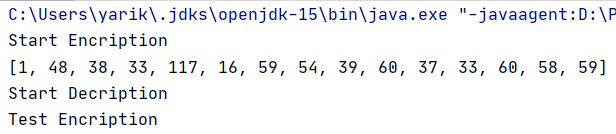 C:\Users\yarik\.jdks\openjdk-15\bin\java.exe "-javaagent:D:\P
Start Encription
[1, 48, 38, 33, 117, 16, 59, 54, 39, 60, 37, 33, 60, 58, 59]
Start Decription
Test Encription